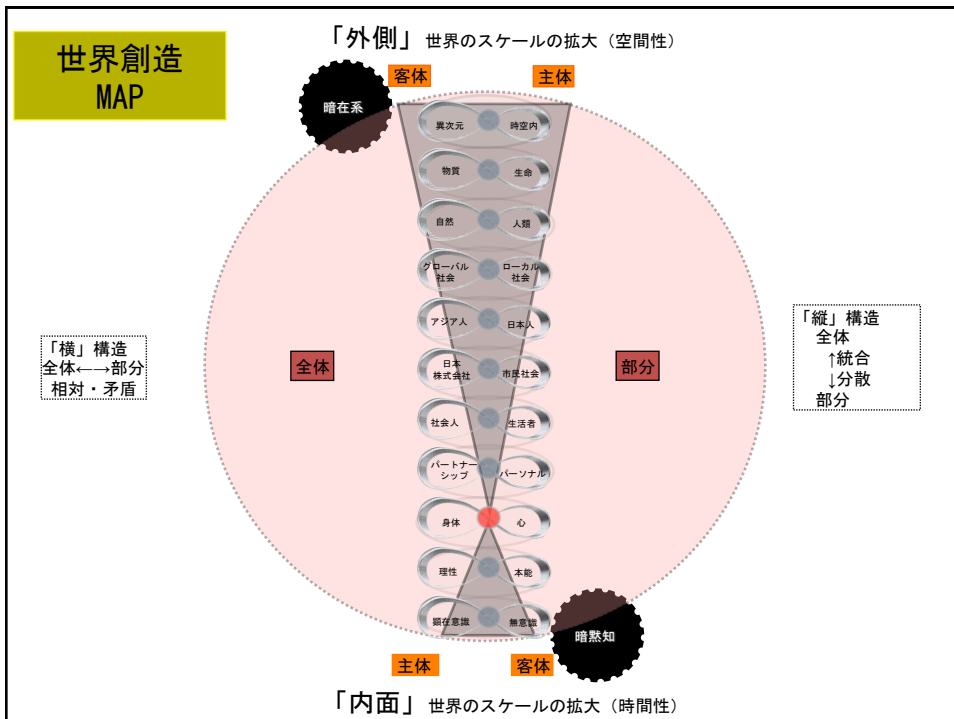 世界創造
MAP
「外側」世界のスケールの拡大（空間性）
客体 主体
暗在系
異次元 時空内
物質 生命
自然 人類
グローバル
社会
ローカル
社会
アジア人 日本人
日本
株式会社
市民社会
社会人 生活者
パートナー
シップ
パーソナル
身体 心
理性 本能
顕在意識 無意識
全体 部分
「横」構造
全体←→部分
相対・矛盾
「縦」構造
全体
↑統合
↓分散
部分
暗黙知
主体 客体
「内面」世界のスケールの拡大（時間性）